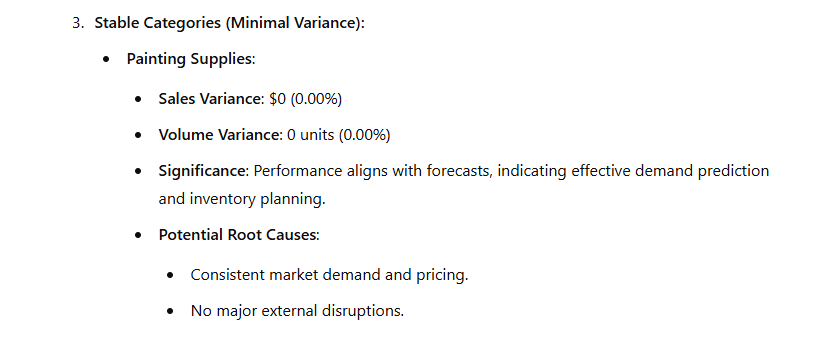 3. Stable Categories (Minimal Variance):
• Painting Supplies:
• Sales Variance: $0 (0.00%)
• Volume Variance: 0 units (0.00%)
• Significance: Performance aligns with forecasts, indicating effective demand prediction
and inventory planning.
• Potential Root Causes:
• Consistent market demand and pricing.
• No major external disruptions.